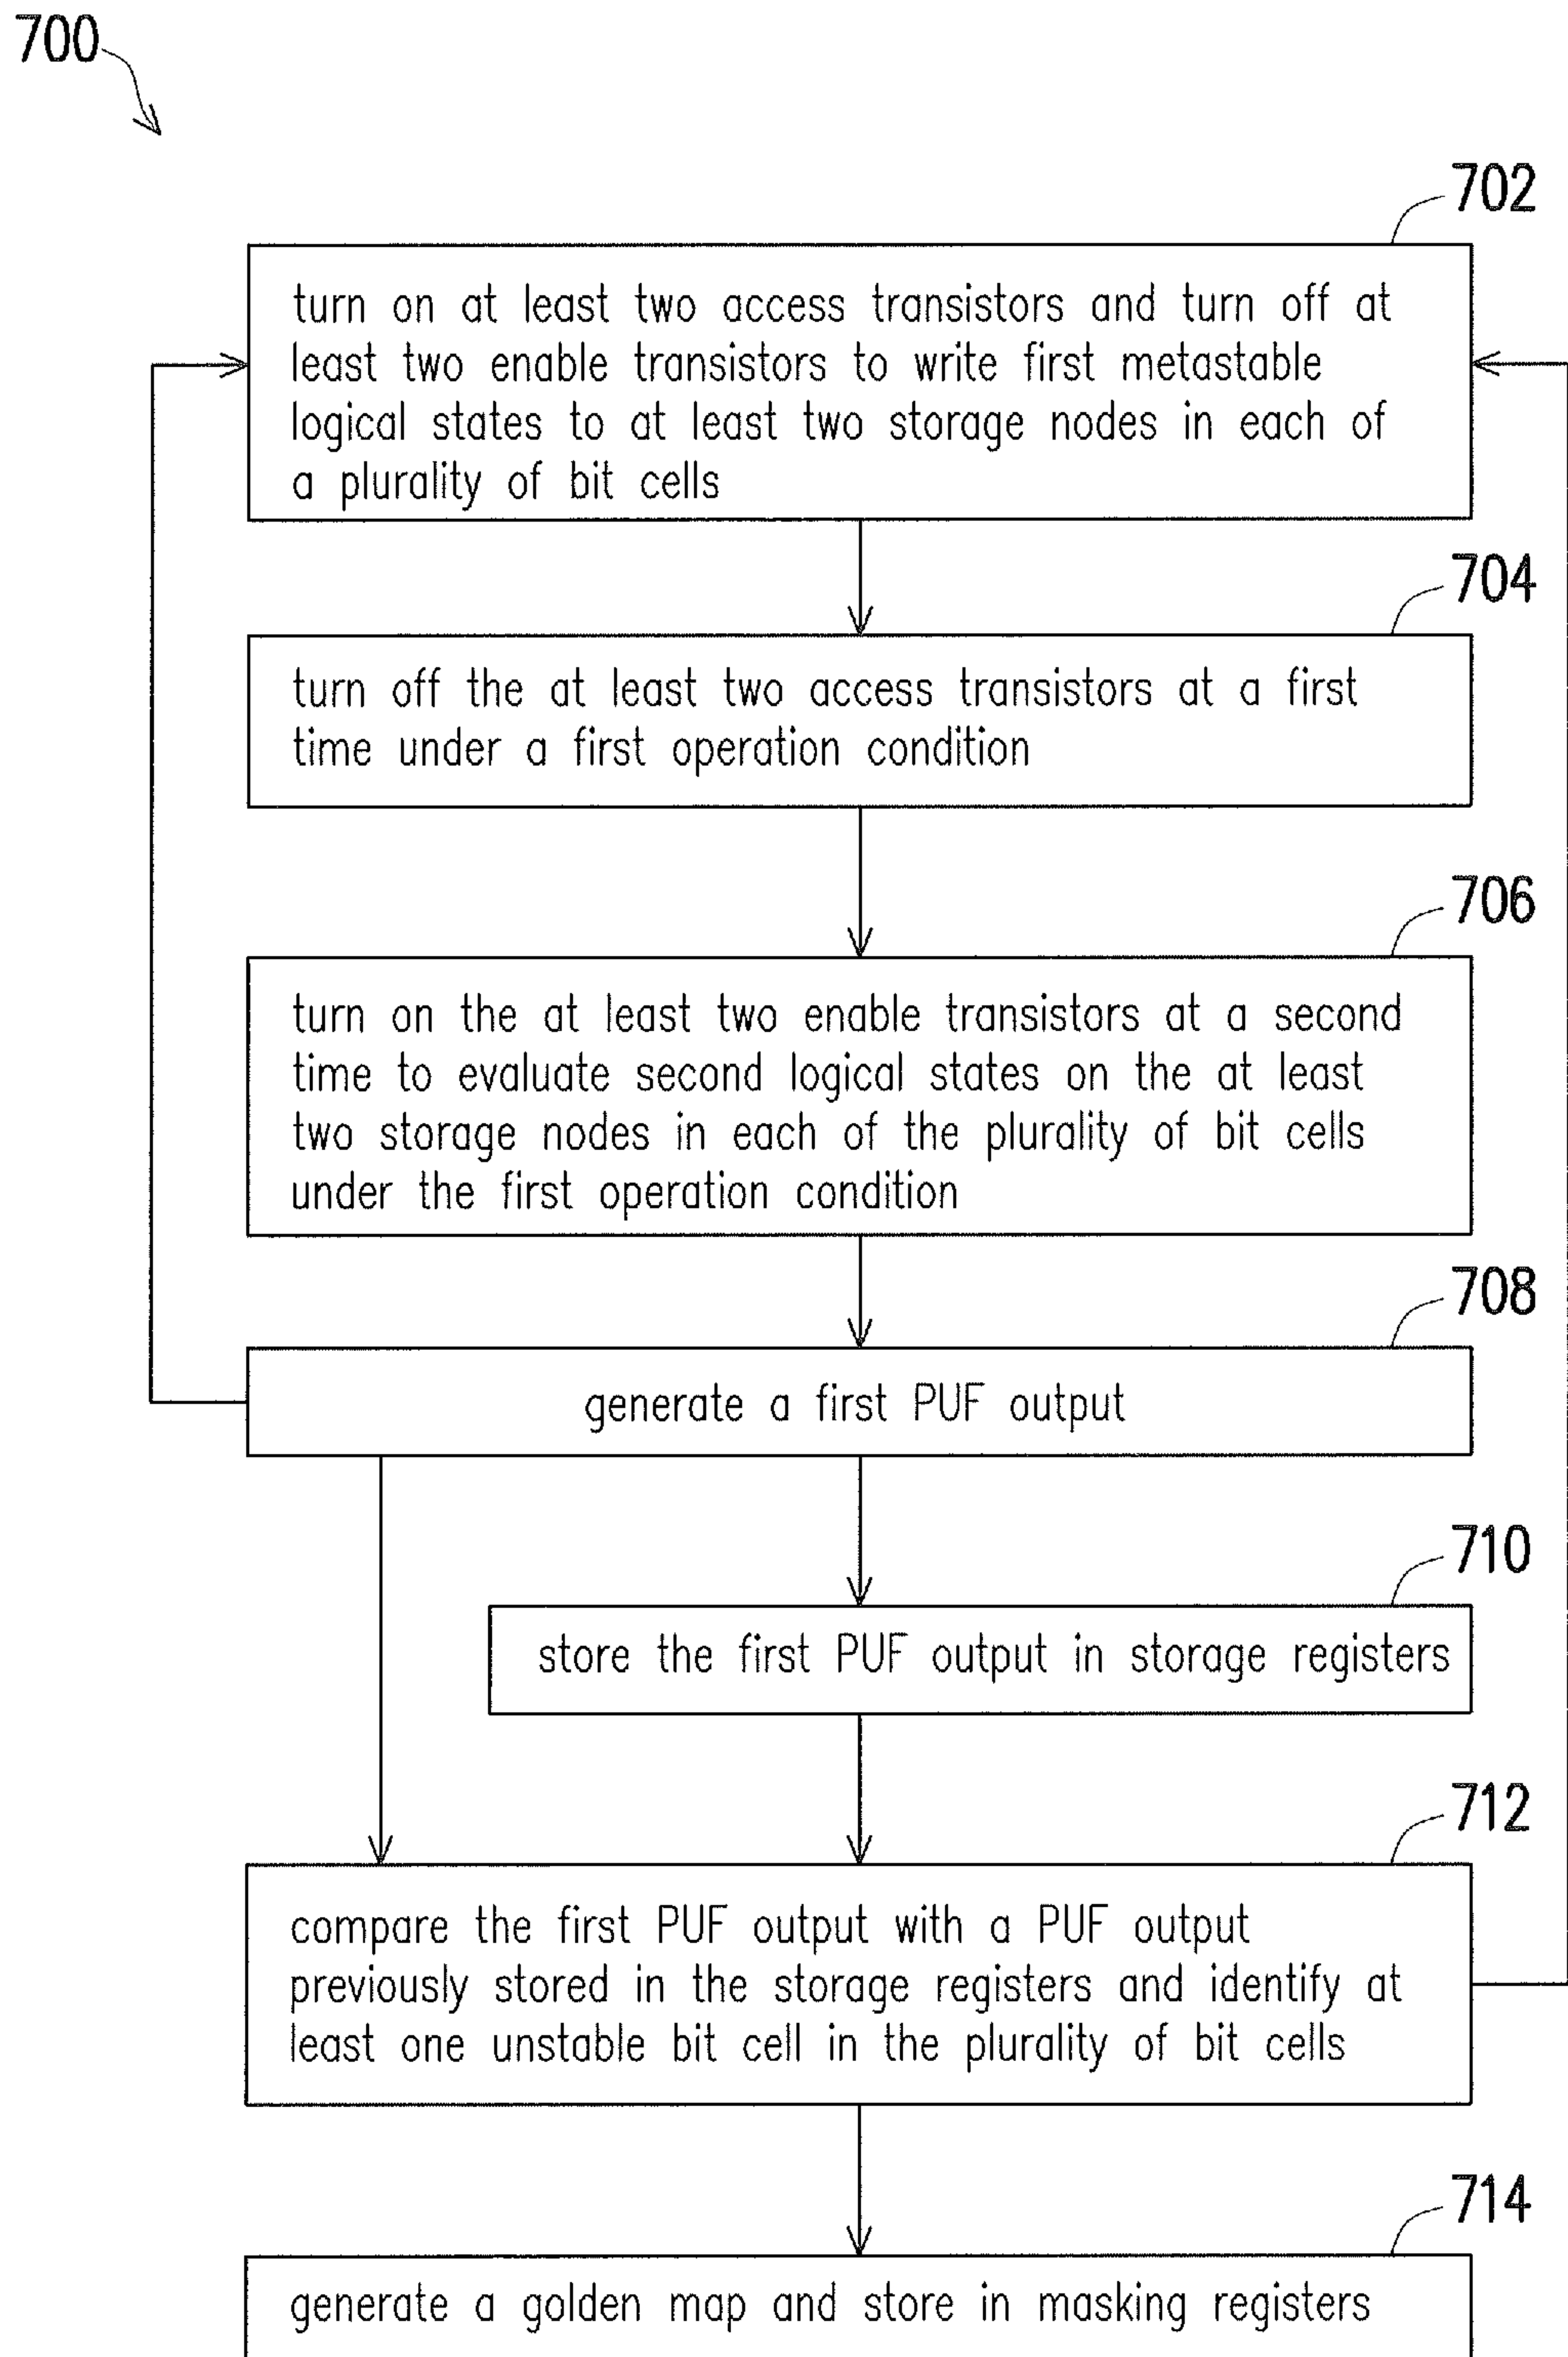 700
702
turn on at least two access transistors and turn off at
least two enable transistors to write first metastable
logical states to at least two storage nodes in each of
a plurality of bit cells
704
turn off the at least two access transistors at a first
time under a first operation condition
706
turn on the at least two enable transistors at a second
time to evaluate second logical states on the at least
two storage nodes in each of the plurality of bit cells
under the first operation condition
708
generate a first PUF output
710
store the first PUF output in storage registers
712
compare the first PUF output with a PUF output
previously stored in the storage registers and identify at
least one unstable bit cell in the plurality of bit cells
714
generate a golden map and store in masking registers